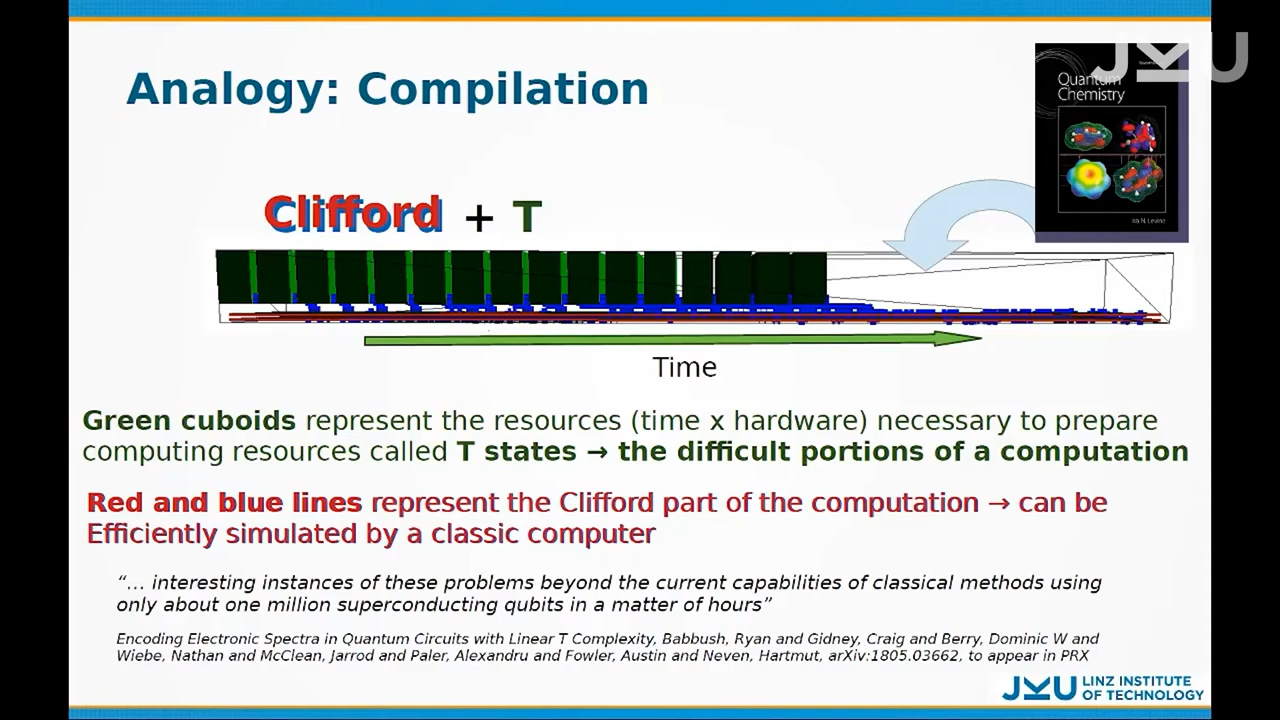 JKU
Analogy: Compilation
Quantum
Chemistry
Ira N. Levine
Clifford + T
Time
Green cuboids represent the resources (time x hardware) necessary to prepare
computing resources called T states → the difficult portions of a computation
Red and blue lines represent the Clifford part of the computation → can be
Efficiently simulated by a classic computer
“... interesting instances of these problems beyond the current capabilities of classical methods using
only about one million superconducting qubits in a matter of hours”
Encoding Electronic Spectra in Quantum Circuits with Linear T Complexity, Babbush, Ryan and Gidney, Craig and Berry, Dominic W and
Wiebe, Nathan and McClean, Jarrod and Paler, Alexandru and Fowler, Austin and Neven, Hartmut, arXiv:1805.03662, to appear in PRX
JKU LINZ INSTITUTE
OF TECHNOLOGY